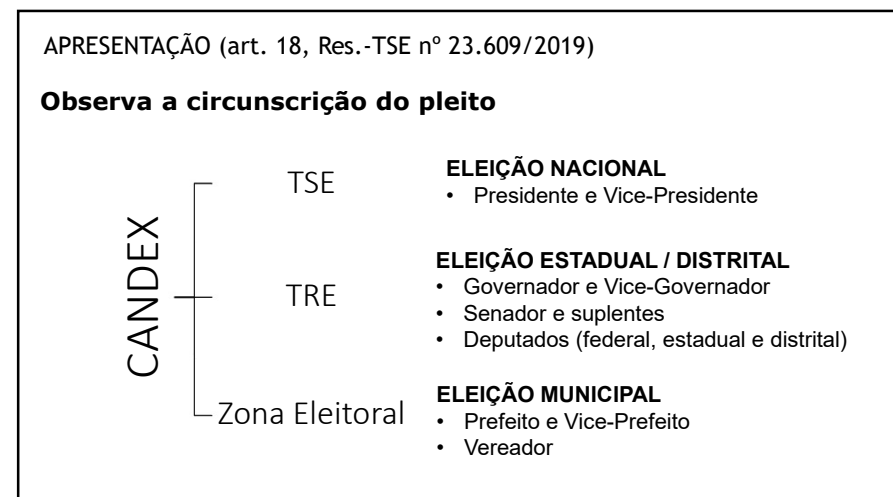 APRESENTAÇÃO (art. 18, Res.-TSE nº 23.609/2019)
Observa a circunscrição do pleito
CANDEX
TSE
ELEIÇÃO NACIONAL
• Presidente e Vice-Presidente
TRE
ELEIÇÃO ESTADUAL / DISTRITAL
• Governador e Vice-Governador
• Senador e suplentes
• Deputados (federal, estadual e distrital)
Zona Eleitoral
ELEIÇÃO MUNICIPAL
• Prefeito e Vice-Prefeito
• Vereador